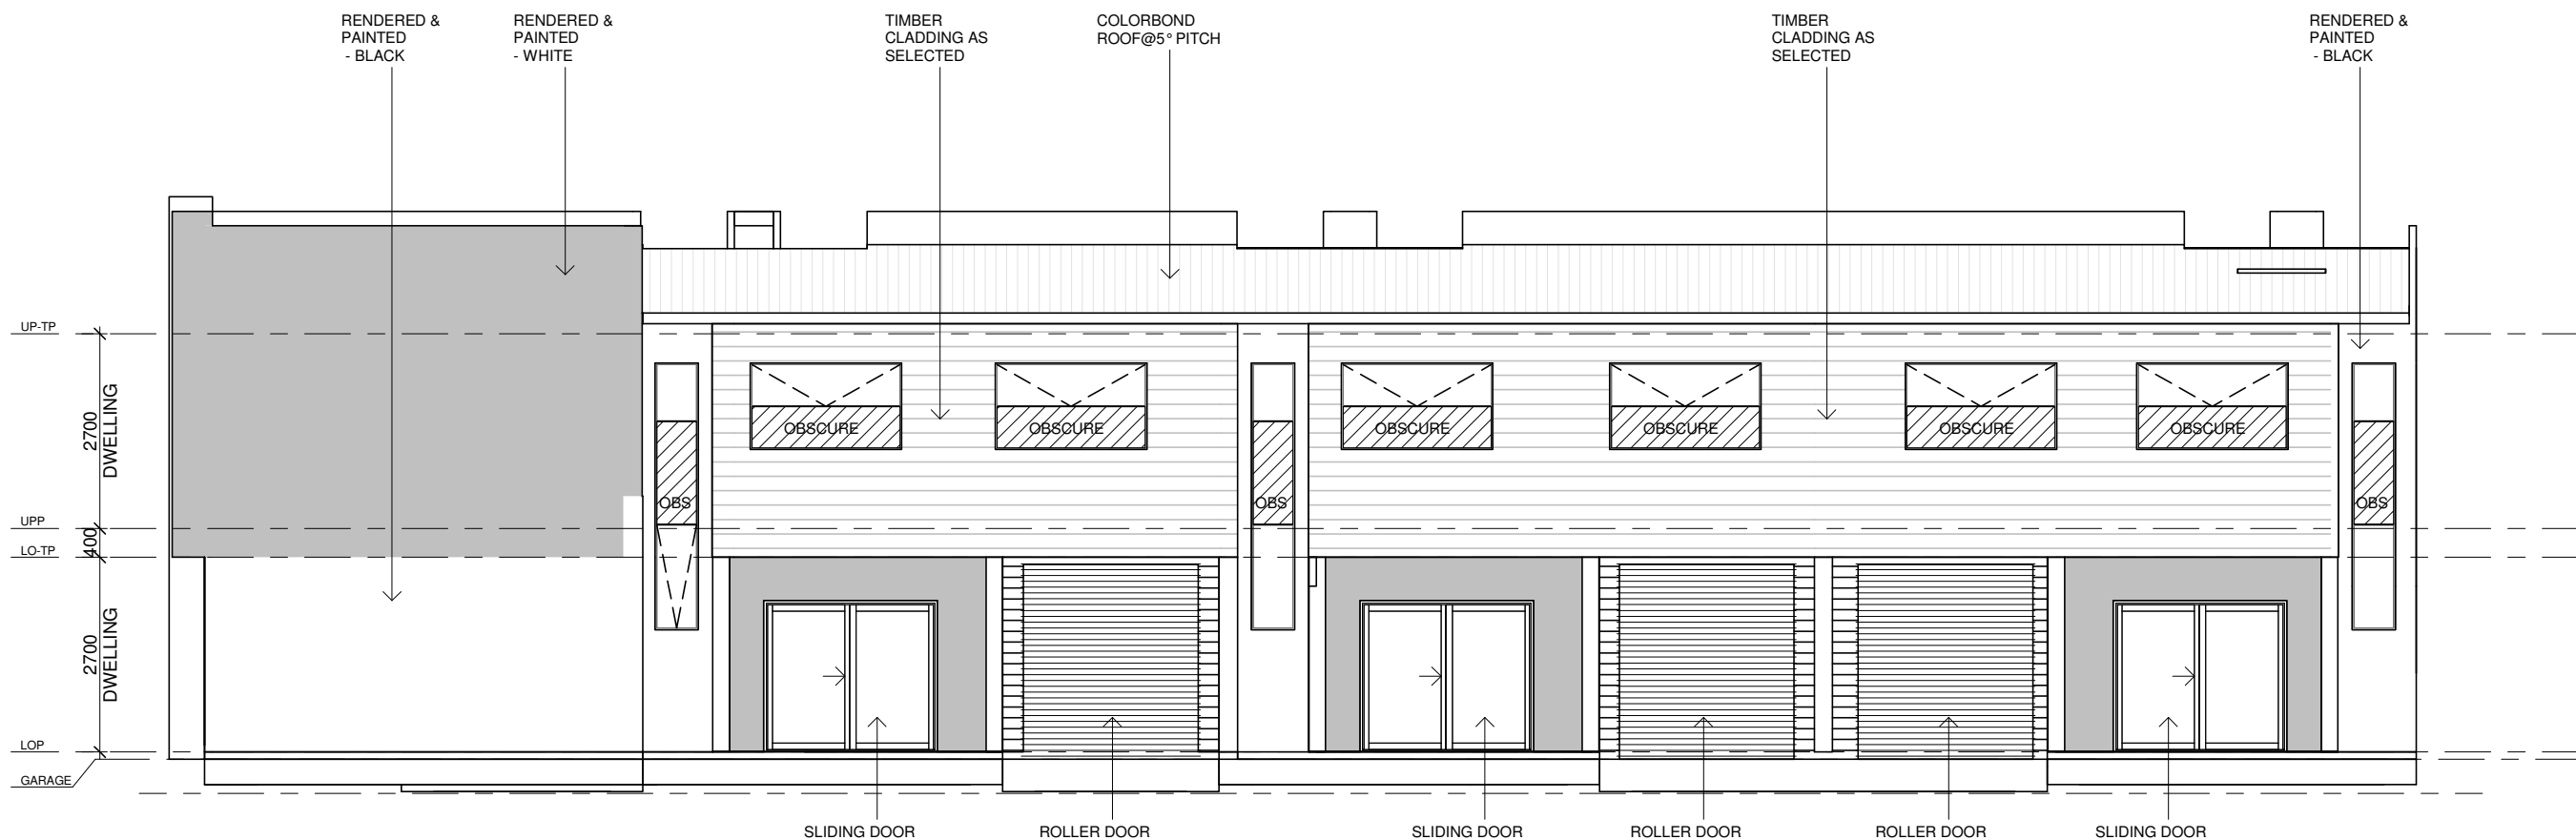 RENDERED &
PAINTED
- BLACK
RENDERED &
PAINTED
- WHITE
TIMBER
CLADDING AS
SELECTED
COLORBOND
ROOF@5° PITCH
TIMBER
CLADDING AS
SELECTED
RENDERED &
PAINTED
- BLACK
UP-TP
2700
DWELLING
OBSCURE
OBSCURE
OBSCURE
OBSCURE
OBSCURE
OBSCURE
OBS
OBS
OBS
UPP
400
LO-TP
2700
DWELLING
LOP
GARAGE
SLIDING DOOR
ROLLER DOOR
SLIDING DOOR
ROLLER DOOR
ROLLER DOOR
SLIDING DOOR